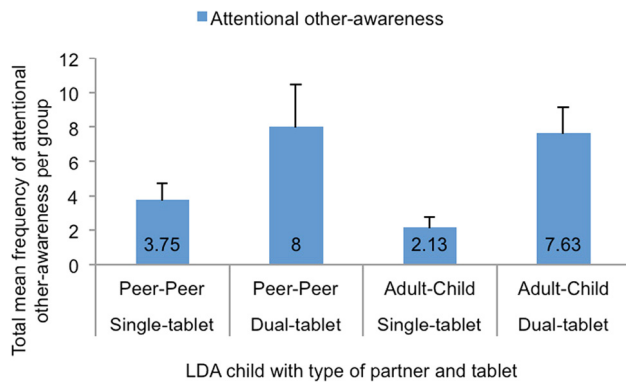 Attentional other-awareness
Total mean frequency of attentional
other-awareness per group
12
10
8
6
4
2
0
3.75
8
2.13
7.63
Peer-Peer Peer-Peer Adult-Child Adult-Child
Single-tablet Dual-tablet Single-tablet Dual-tablet
LDA child with type of partner and tablet